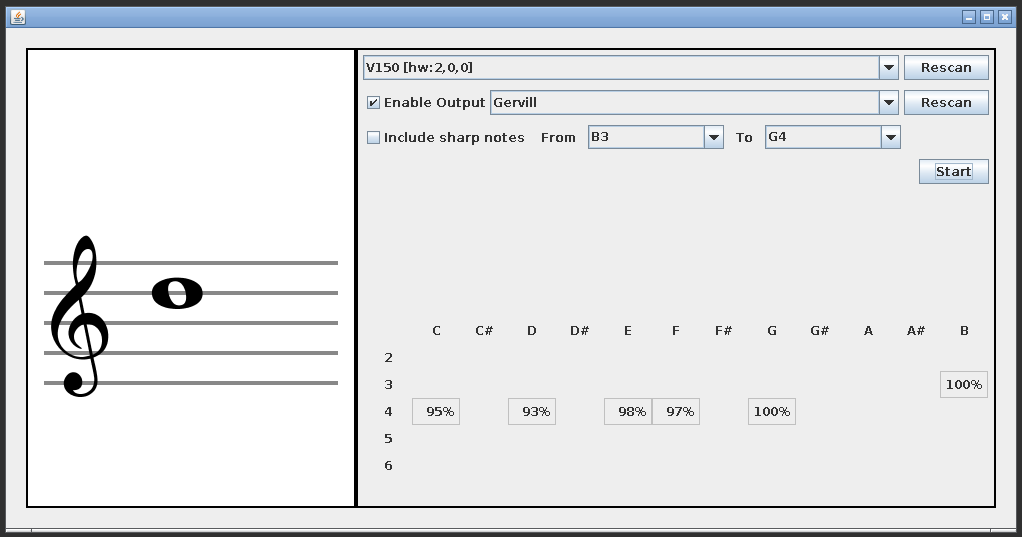 V150 [hw:2,0,0] Rescan
Enable Output Gervill Rescan
Include sharp notes From B3 To G4
Start
C C# D D# E F F# G G# A A# B
2
3 100%
4 95% 93% 98% 97% 100%
5
6